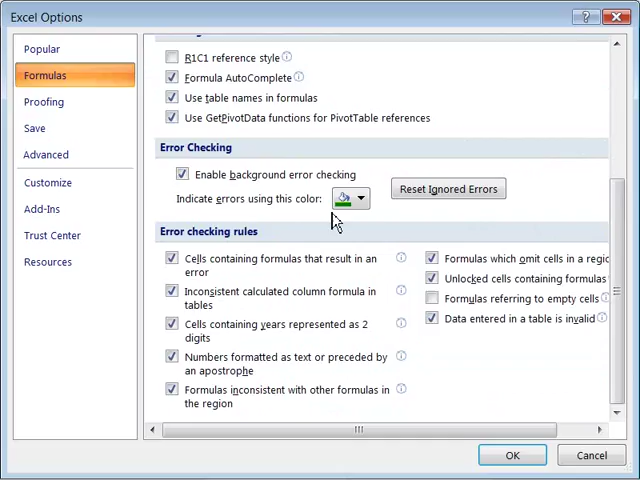 Excel Options
Popular
Formulas
Proofing
Save
Advanced
Customize
Add-Ins
Trust Center
Resources
R1C1 reference style
Formula AutoComplete
Use table names in formulas
Use GetPivotData functions for PivotTable references
Error Checking
Enable background error checking
Indicate errors using this color:
Reset Ignored Errors
Error checking rules
Cells containing formulas that result in an
error
Inconsistent calculated column formula in
tables
Cells containing years represented as 2
digits
Numbers formatted as text or preceded by
an apostrophe
Formulas inconsistent with other formulas in
the region
Formulas which omit cells in a regio
Unlocked cells containing formulas
Formulas referring to empty cells
Data entered in a table is invalid
OK
Cancel